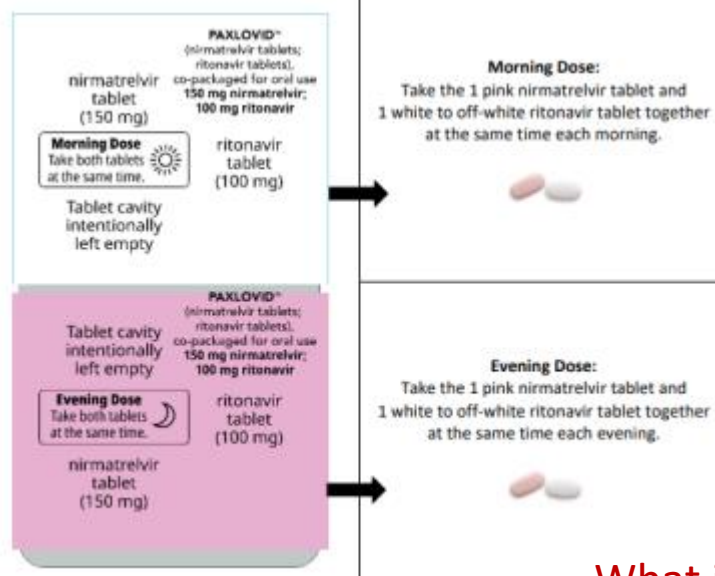 PAXLOVID™
(nirmatrelvir tablets;
ritonavir tablets),
co-packaged for oral use
150 mg nirmatrelvir;
100 mg ritonavir
nirmatrelvir
tablet
(150 mg)
Morning Dose
Take both tablets
at the same time.
ritonavir
tablet
(100 mg)
Tablet cavity
intentionally
left empty
Morning Dose:
Take the 1 pink nirmatrelvir tablet and
1 white to off-white ritonavir tablet together
at the same time each morning.
PAXLOVID™
(nirmatrelvir tablets;
ritonavir tablets),
co-packaged for oral use
150 mg nirmatrelvir;
100 mg ritonavir
Tablet cavity
intentionally
left empty
Evening Dose
Take both tablets
at the same time.
ritonavir
tablet
(100 mg)
nirmatrelvir
tablet
(150 mg)
Evening Dose:
Take the 1 pink nirmatrelvir tablet and
1 white to off-white ritonavir tablet together
at the same time each evening.
What